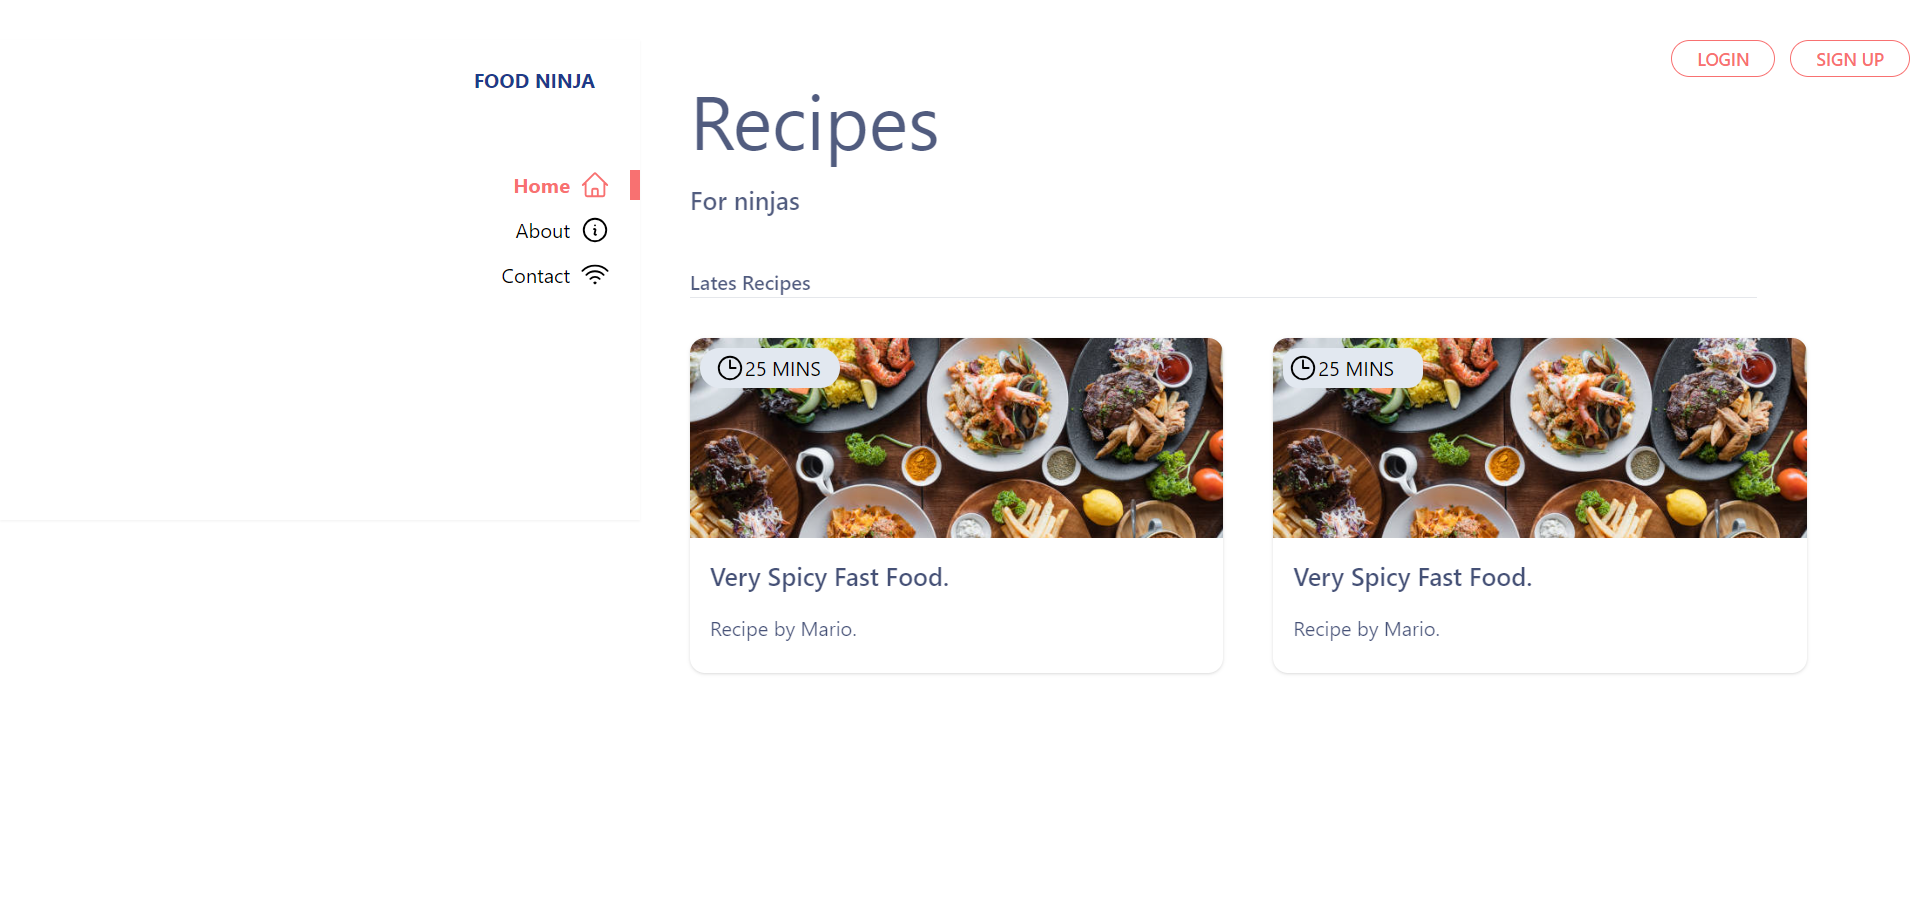 FOOD NINJA
Home
About
Contact
LOGIN
SIGN UP
Recipes
For ninjas
Lates Recipes
25 MINS
Very Spicy Fast Food.
Recipe by Mario.
25 MINS
Very Spicy Fast Food.
Recipe by Mario.